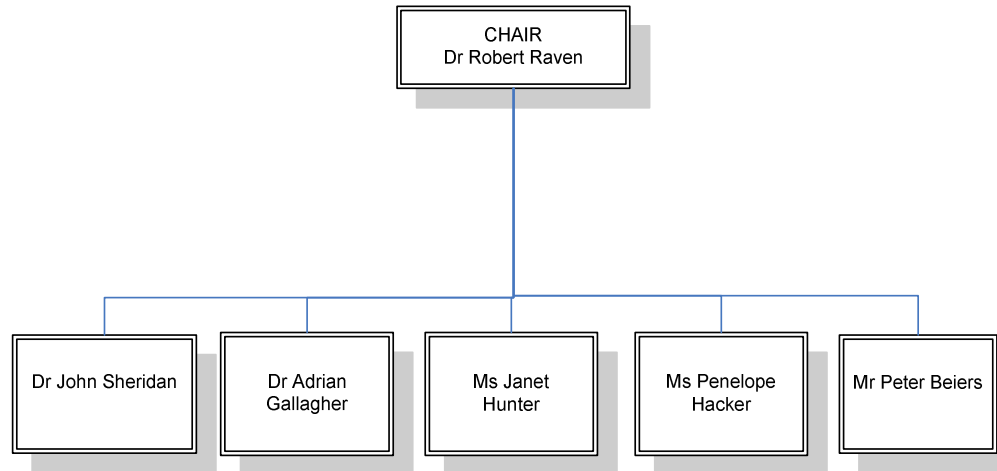 CHAIR
Dr Robert Raven
Dr John Sheridan
Dr Adrian
Gallagher
Ms Janet
Hunter
Ms Penelope
Hacker
Mr Peter Beiers